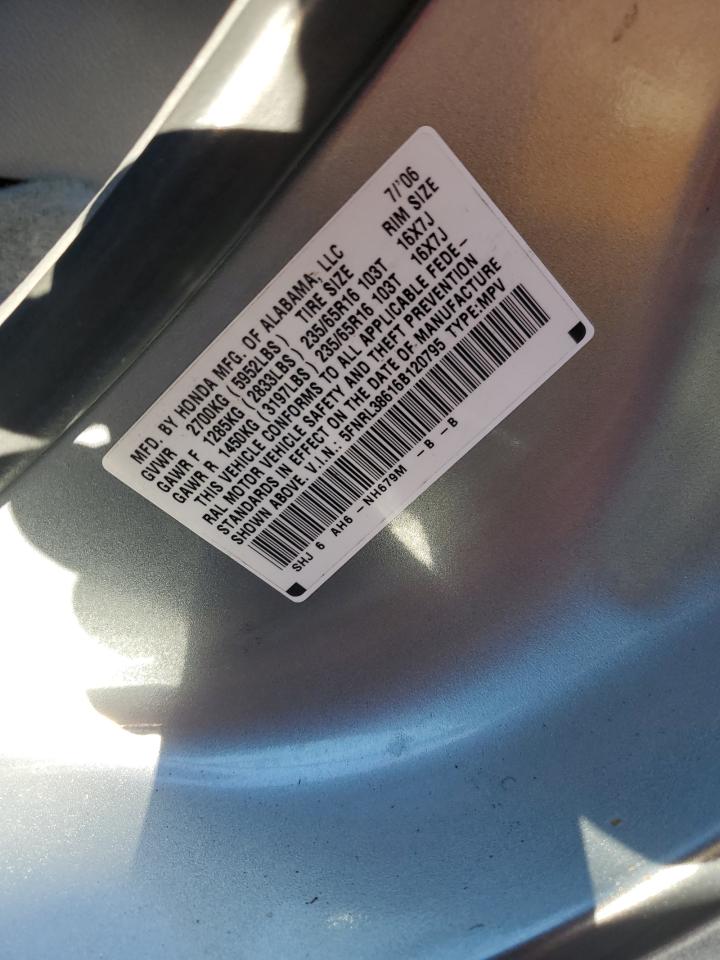 MFD. BY HONDA MFG. OF ALABAMA, LLC 7/'06
GVWR 2700KG (5952LBS) TIRE SIZE RIM SIZE
GAWR F 1285KG (2833LBS) 235/65R16 103T 16X7J
GAWR R 1450KG (3197LBS) 235/65R16 103T 16X7J
THIS VEHICLE CONFORMS TO ALL APPLICABLE FEDE-
RAL MOTOR VEHICLE SAFETY AND THEFT PREVENTION
STANDARDS IN EFFECT ON THE DATE OF MANUFACTURE
SHOWN ABOVE. V.I.N.: 5FNRL38616B120795 TYPE:MPV
SHJ 6 AH6 - NH679M - B - B